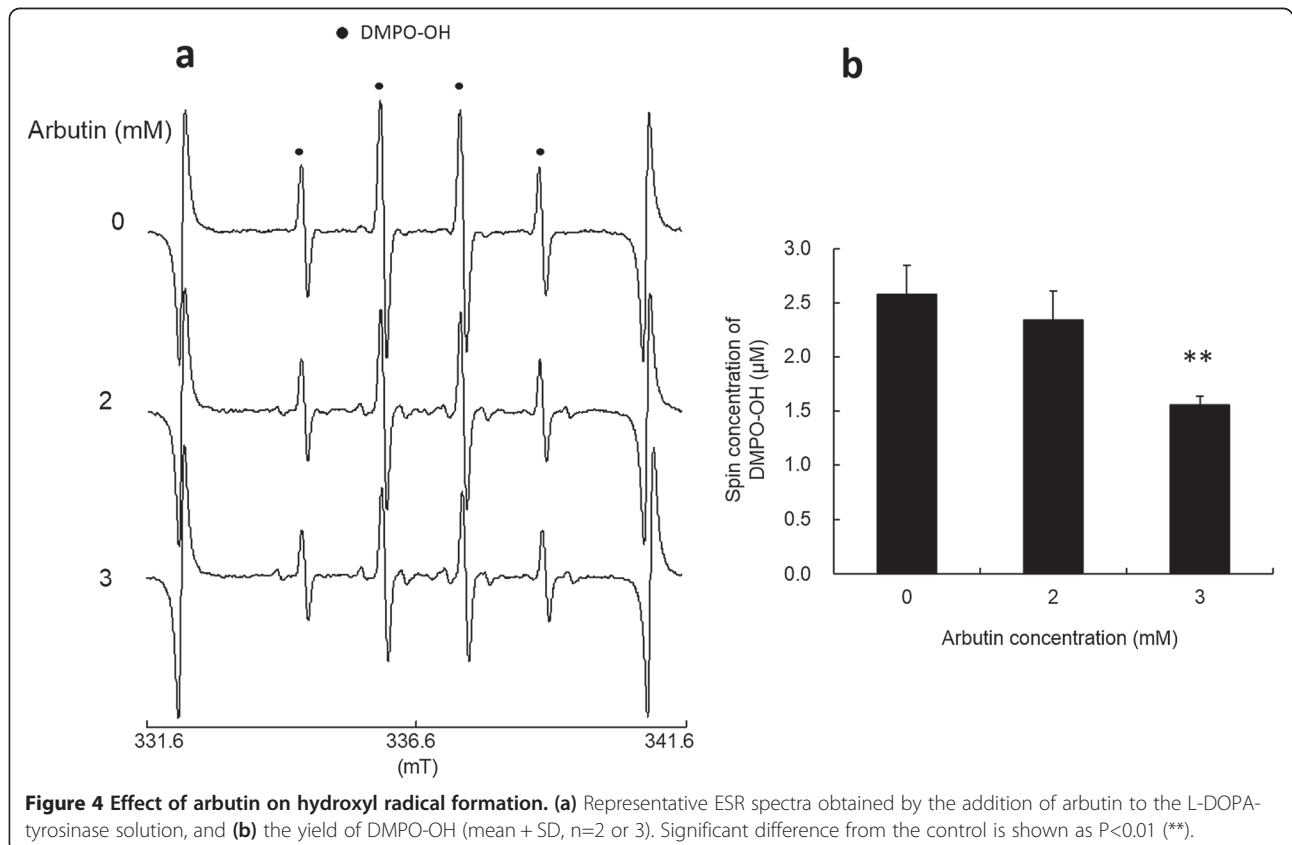 ● DMPO-OH
a
Arbutin (mM)
0
2
3
331.6 336.6 341.6
(mT)
b
3.0
2.5
2.0
1.5
1.0
0.5
0.0
Spin concentration of
DMPO-OH (µM)
**
0 2 3
Arbutin concentration (mM)
Figure 4 Effect of arbutin on hydroxyl radical formation. (a) Representative ESR spectra obtained by the addition of arbutin to the L-DOPA-
tyrosinase solution, and (b) the yield of DMPO-OH (mean + SD, n=2 or 3). Significant difference from the control is shown as P<0.01 (**).